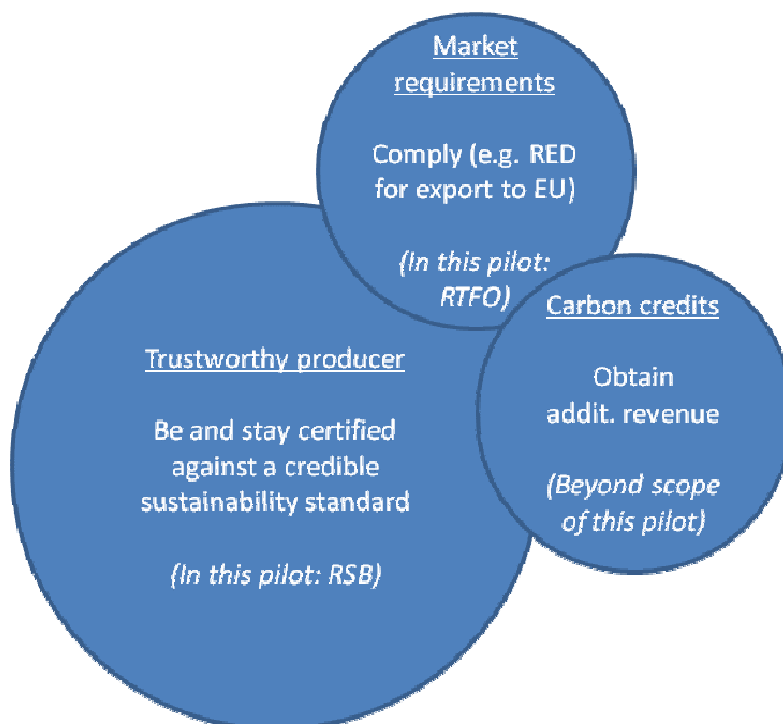 Market
requirements
Comply (e.g. RED
for export to EU)
(In this pilot:
RTFO)
Carbon credits
Obtain
addit. revenue
(Beyond scope
of this pilot)
Trustworthy producer
Be and stay certified
against a credible
sustainability standard
(In this pilot: RSB)